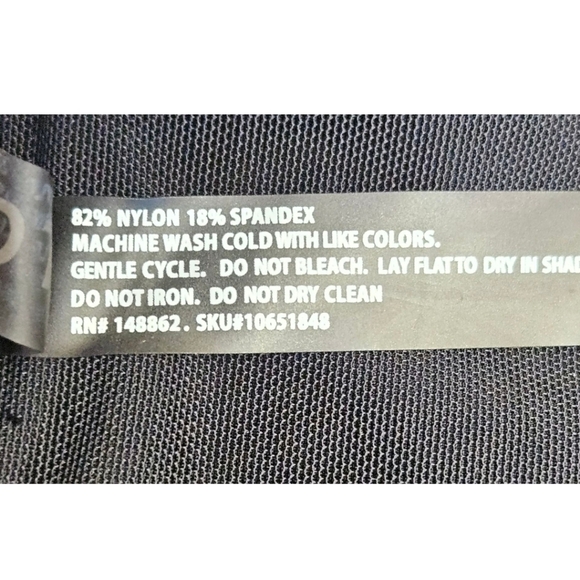 82% NYLON 18% SPANDEX
MACHINE WASH COLD WITH LIKE COLORS.
GENTLE CYCLE. DO NOT BLEACH. LAY FLAT TO DRY IN
DO NOT IRON. DO NOT DRY CLEAN
RN# 148862. SKU#10651848